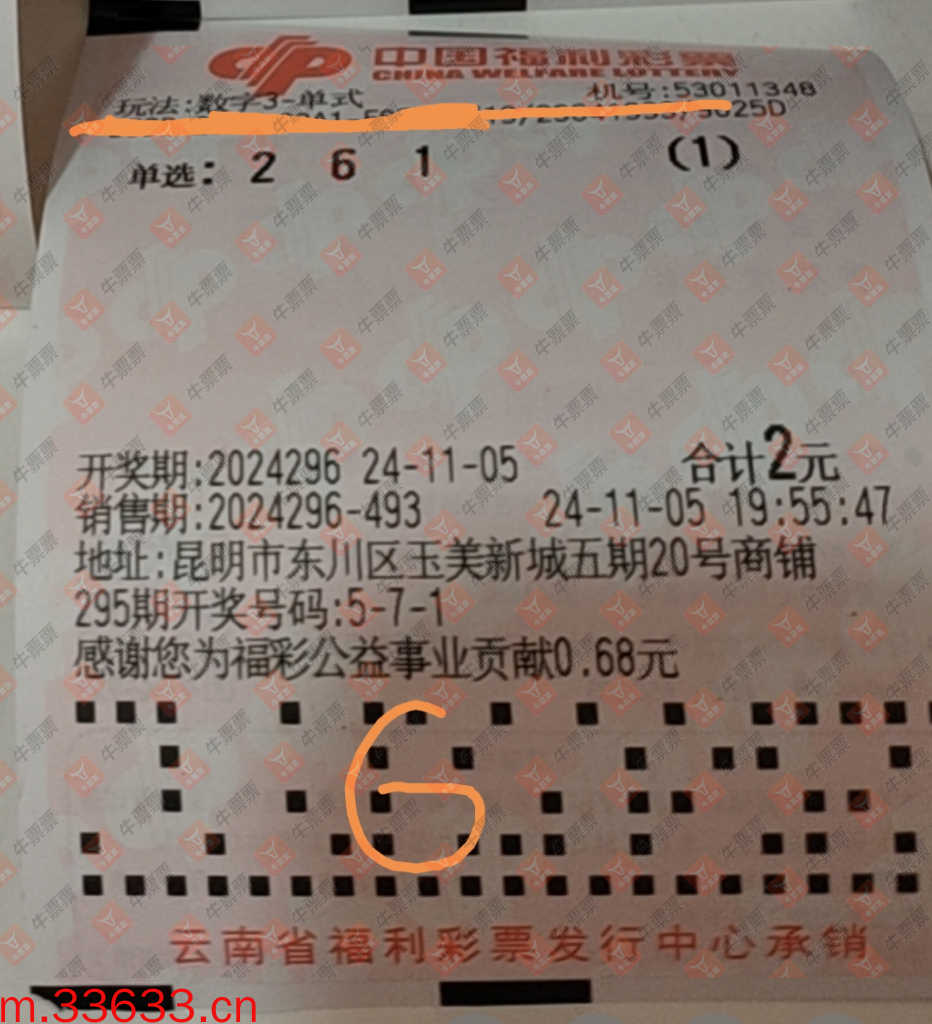 中国福利彩票
CHINA WELFARE LOTTERY
玩法:数字3-单式 机号:53011348
单选: 2 6 1 (1)
开奖期:2024296 24-11-05 合计2元
销售期:2024296-493 24-11-05 19:55:47
地址:昆明市东川区玉美新城五期20号商铺
295期开奖号码:5-7-1
感谢您为福彩公益事业贡献0.68元
G
云南省福利彩票发行中心承销
m.33633.cn
牛票票